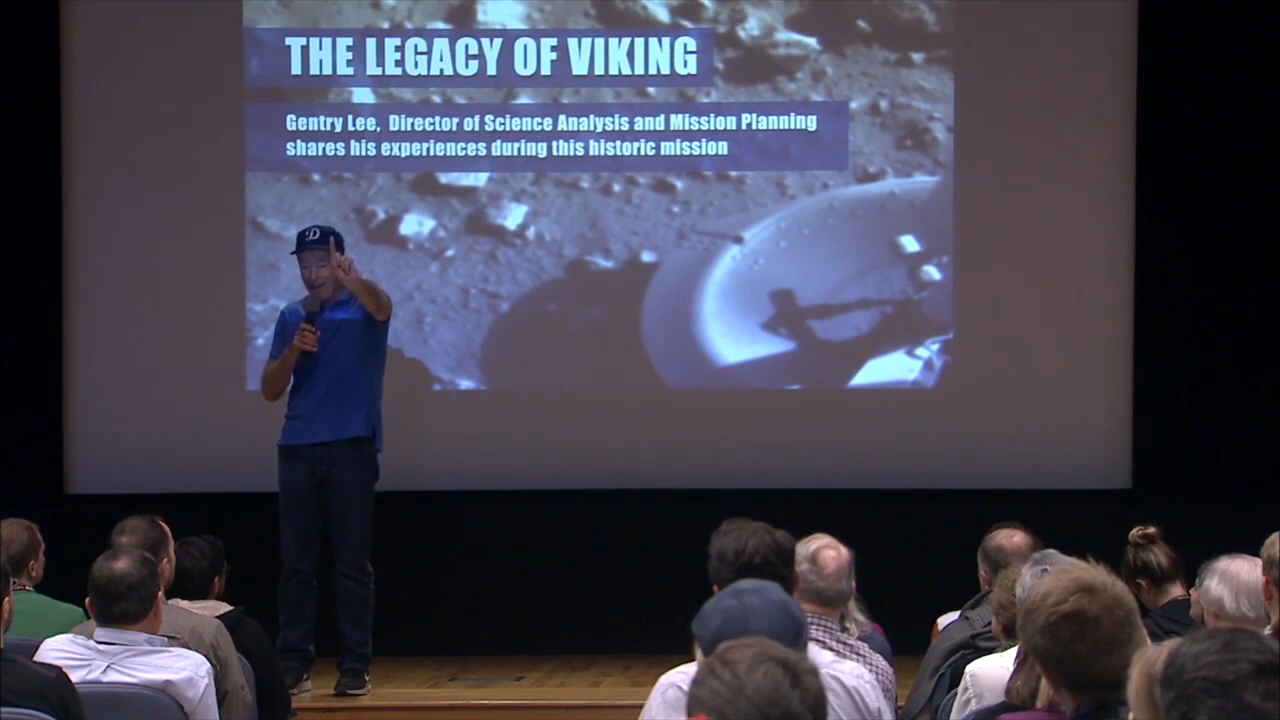 THE LEGACY OF VIKING
Gentry Lee, Director of Science Analysis and Mission Planning
shares his experiences during this historic mission
D